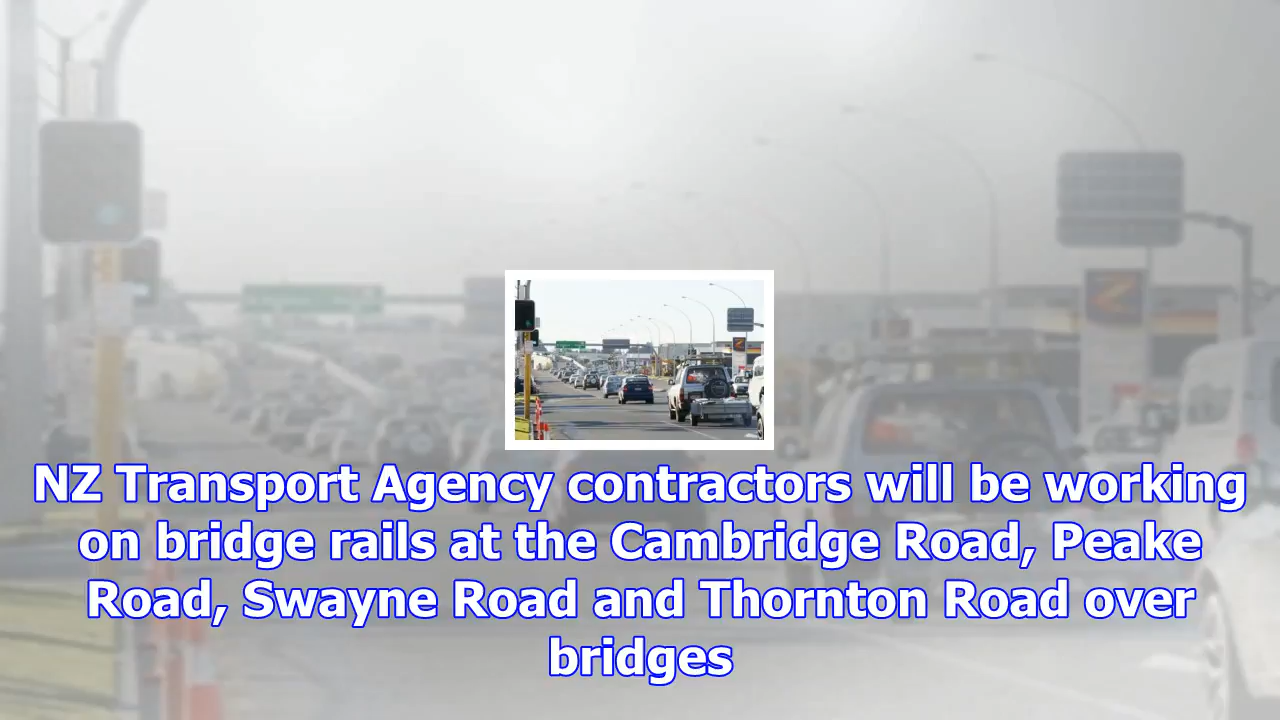 NZ Transport Agency contractors will be working
on bridge rails at the Cambridge Road, Peake
Road, Swayne Road and Thornton Road over
bridges